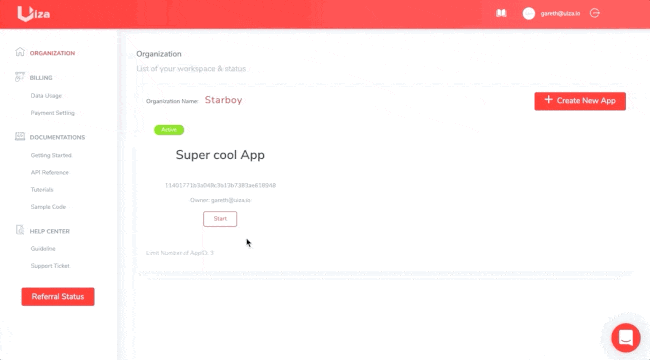 Uiza
gareth@uiza.io
ORGANIZATION
BILLING
Data Usage
Payment Setting
DOCUMENTATIONS
Getting Started
API Reference
Tutorials
Sample Code
HELP CENTER
Guideline
Support Ticket
Referral Status
Organization
List of your workspace & status
Organization Name: Starboy
Create New App
Active
Super cool App
Owner: gareth@uiza.io
Start
Limit Number of AppID: 3